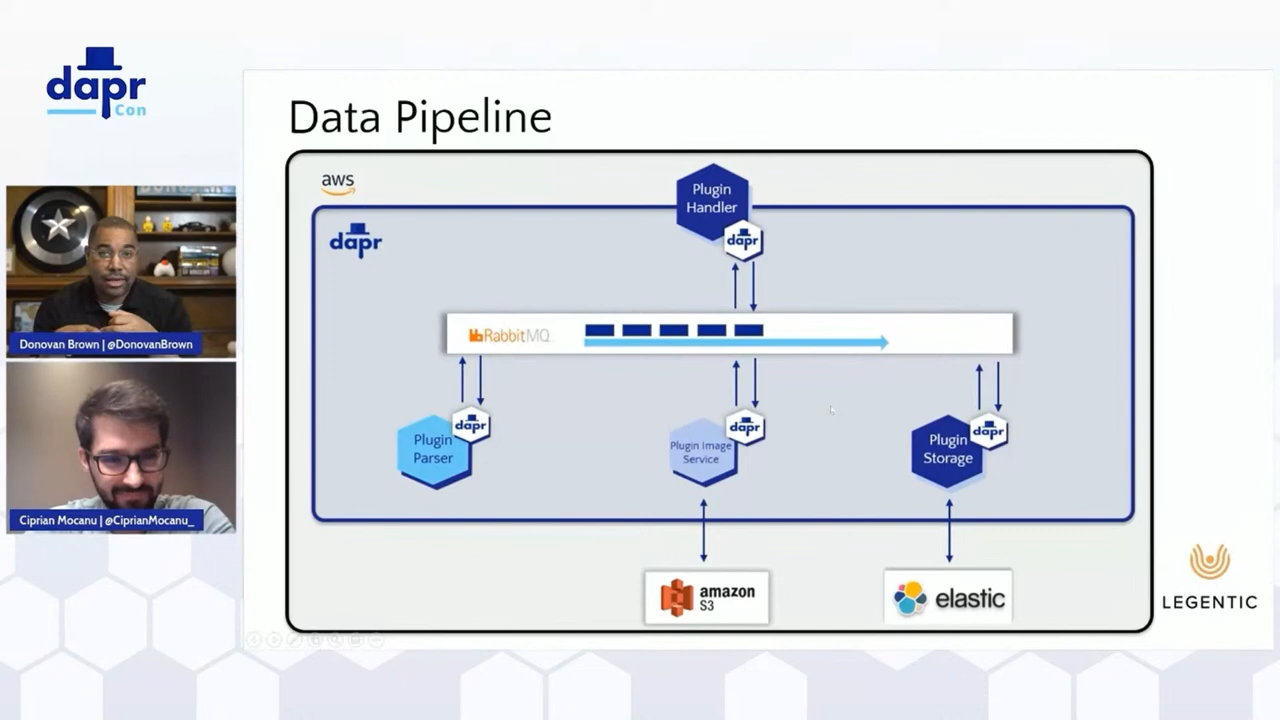 dapr
Con
Data Pipeline
aws
Plugin
Handler
dapr
dapr
RabbitMQ
Donovan Brown | @DonovanBrown
dapr
dapr
dapr
Plugin
Parser
Plugin Image
Service
Plugin
Storage
Ciprian Mocanu | @CiprianMocanu_
amazon
S3
elastic
LEGENTIC